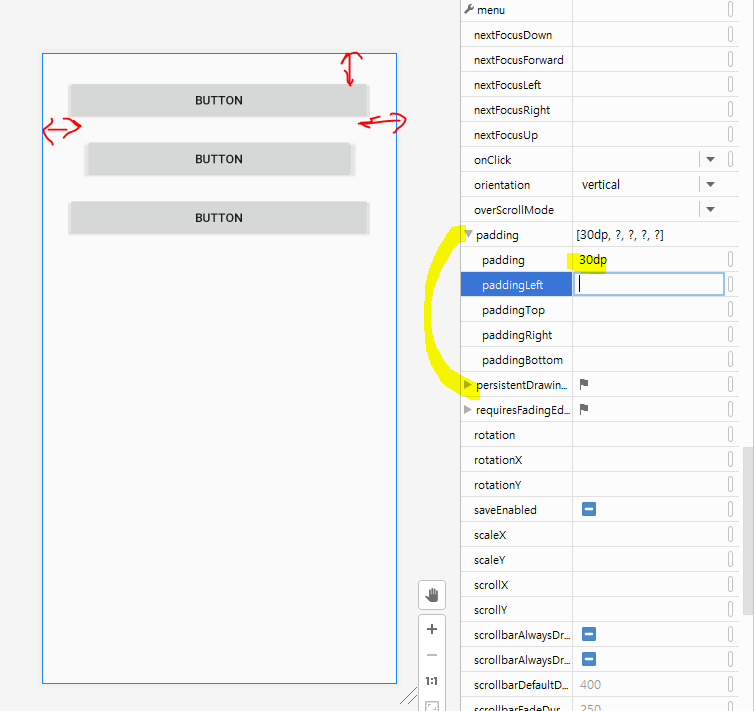 BUTTON
BUTTON
BUTTON
1:1
menu
nextFocusDown
nextFocusForward
nextFocusLeft
nextFocusRight
nextFocusUp
onClick
orientation vertical
overScrollMode
padding [30dp, ?, ?, ?, ?]
padding 30dp
paddingLeft
paddingTop
paddingRight
paddingBottom
persistentDrawin...
requiresFadingEd...
rotation
rotationX
rotationY
saveEnabled
scaleX
scaleY
scrollX
scrollY
scrollbarAlwaysDr...
scrollbarAlwaysDr...
scrollbarDefaultD... 400
scrollbarFadeDur... 250